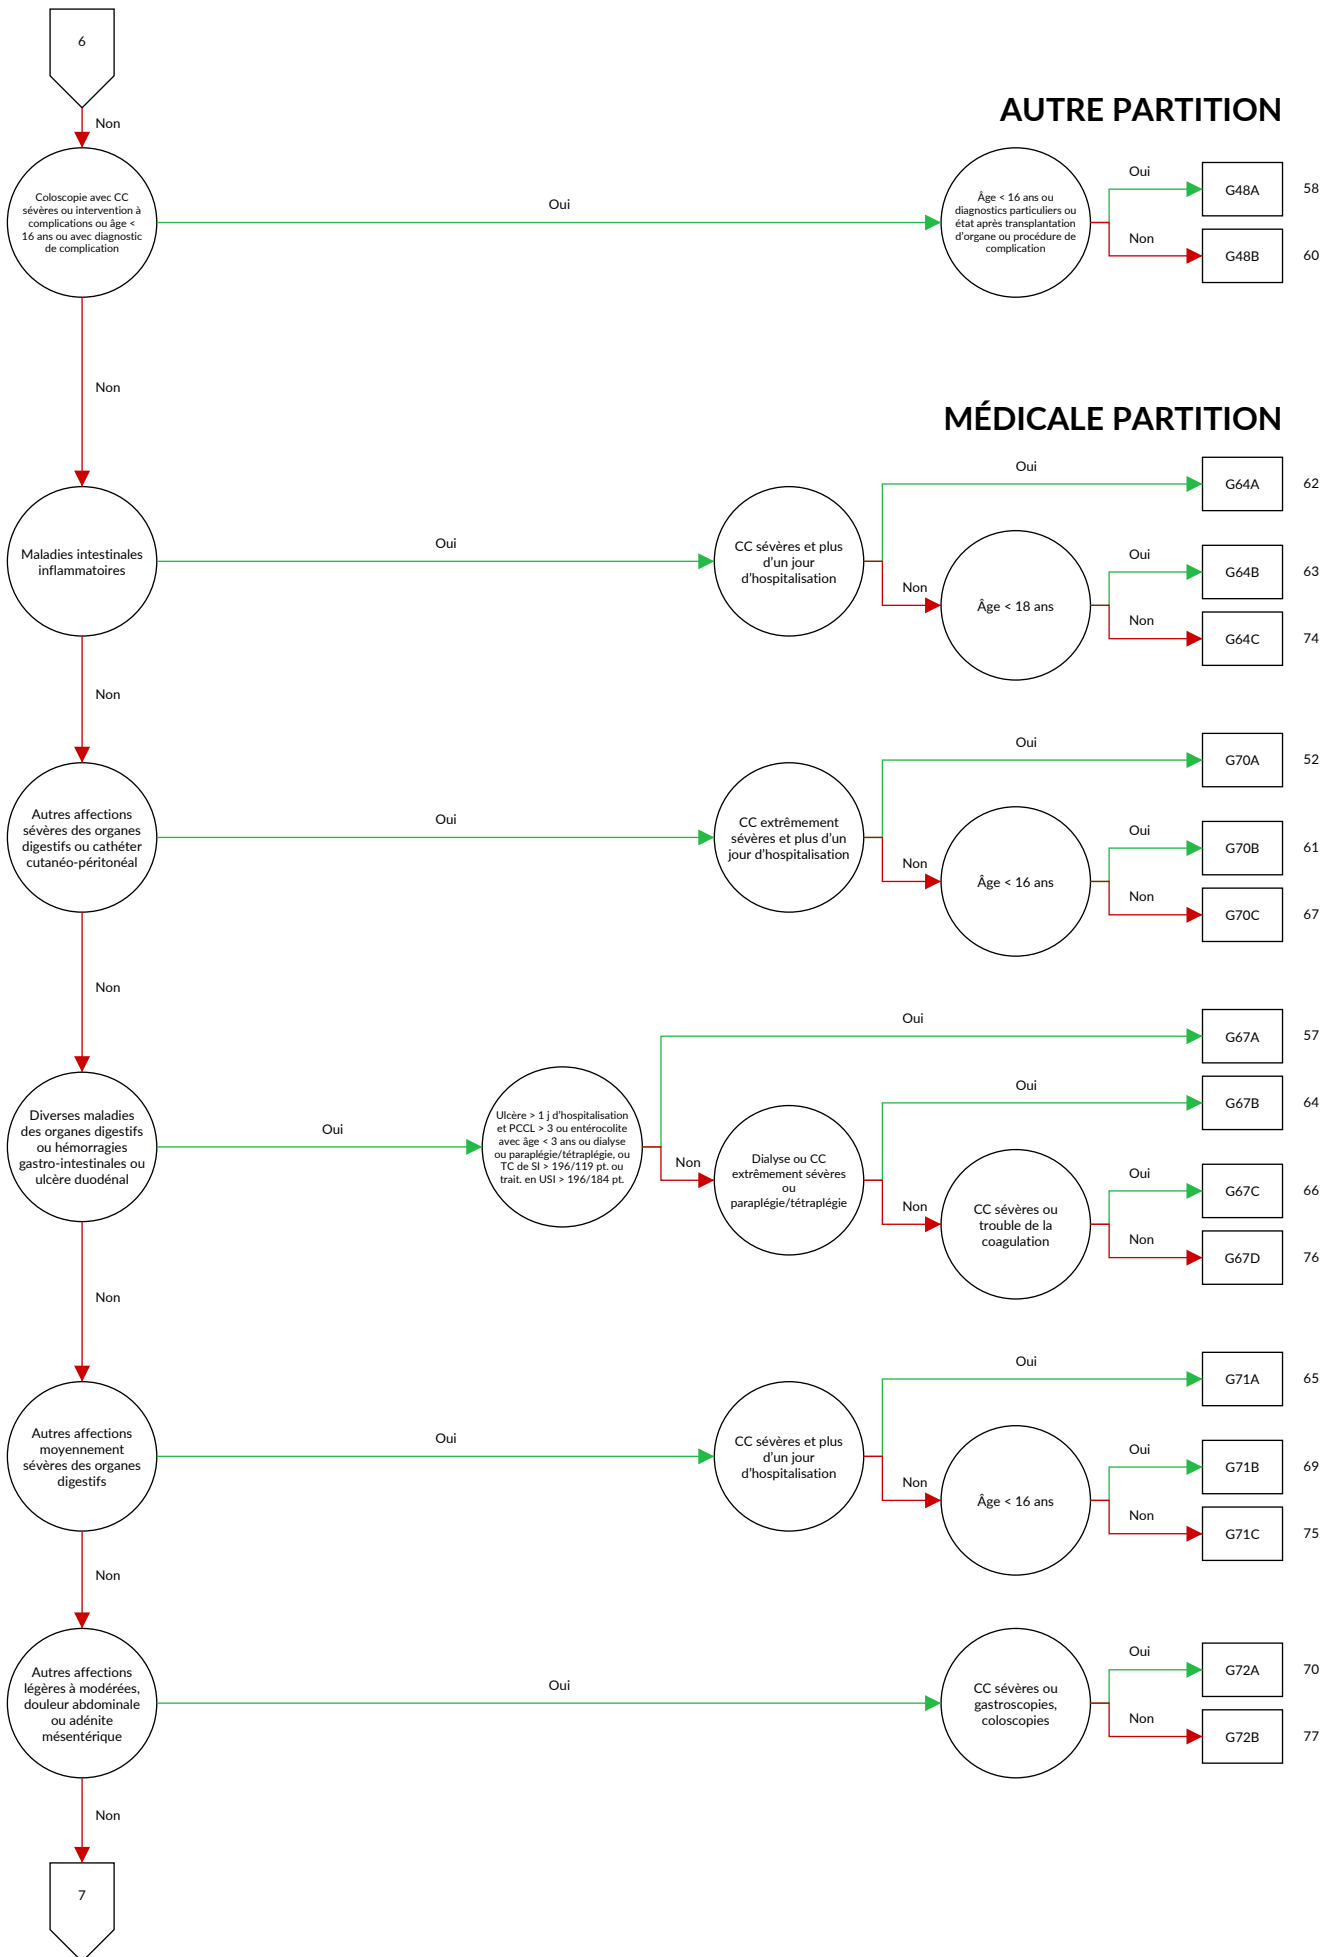 6
Non
AUTRE PARTITION
Coloscopie avec CC
sévères ou intervention à
complications ou âge <
16 ans ou avec diagnostic
de complication
Oui
Âge < 16 ans ou
diagnostics particuliers ou
état après transplantation
d'organe ou procédure de
complication
Oui
G48A
58
Non
G48B
60
Non
MÉDICALE PARTITION
Maladies intestinales
inflammatoires
Oui
CC sévères et plus
d'un jour
d'hospitalisation
Oui
G64A
62
Non
Âge < 18 ans
Oui
G64B
63
Non
G64C
74
Non
Autres affections
sévères des organes
digestifs ou cathéter
cutanéo-péritonéal
Oui
CC extrêmement
sévères et plus d'un
jour d'hospitalisation
Oui
G70A
52
Non
Âge < 16 ans
Oui
G70B
61
Non
G70C
67
Non
Diverses maladies
des organes digestifs
ou hémorragies
gastro-intestinales ou
ulcère duodénal
Oui
Ulcère > 1 j d'hospitalisation
et PCCL > 3 ou entérocolite
avec âge < 3 ans ou dialyse
ou paraplégie/tétraplégie, ou
TC de SI > 196/119 pt. ou
trait. en USI > 196/184 pt.
Oui
G67A
57
Non
Dialyse ou CC
extrêmement sévères
ou
paraplégie/tétraplégie
Oui
G67B
64
Non
CC sévères ou
trouble de la
coagulation
Oui
G67C
66
Non
G67D
76
Non
Autres affections
moyennement
sévères des organes
digestifs
Oui
CC sévères et plus
d'un jour
d'hospitalisation
Oui
G71A
65
Non
Âge < 16 ans
Oui
G71B
69
Non
G71C
75
Non
Autres affections
légères à modérées,
douleur abdominale
ou adénite
mésentérique
Oui
CC sévères ou
gastroscopies,
coloscopies
Oui
G72A
70
Non
G72B
77
Non
7